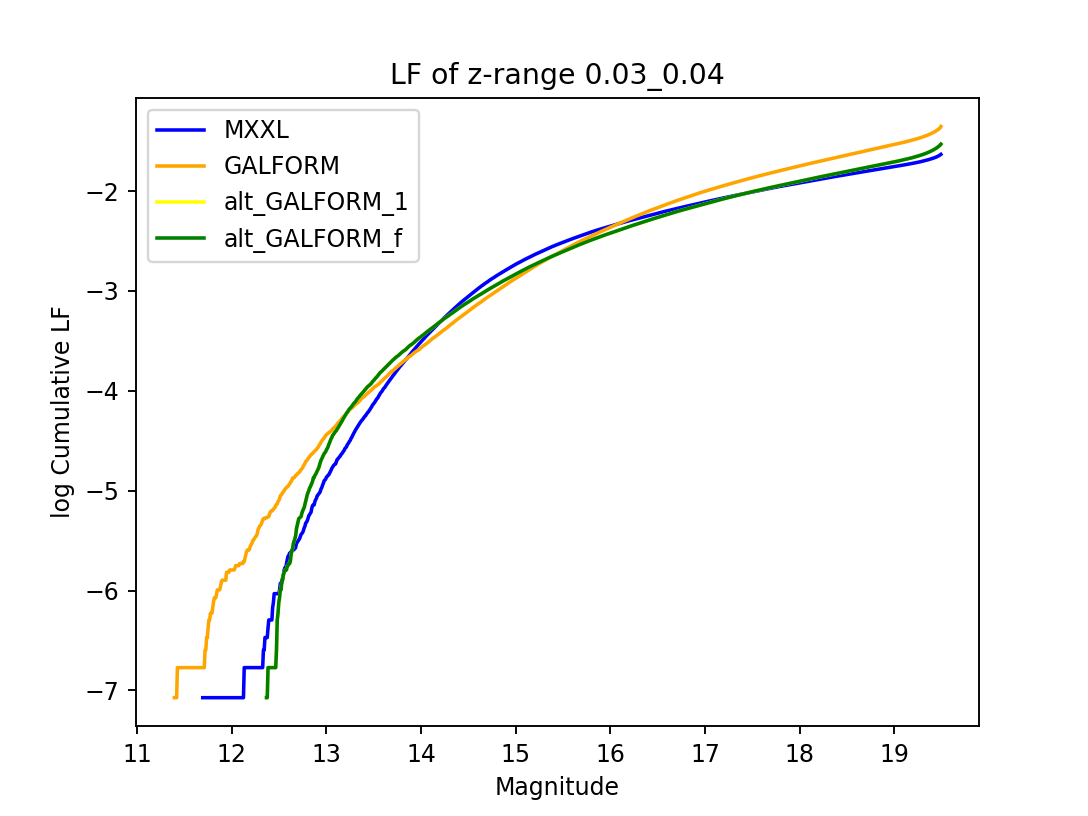 LF of z-range 0.03_0.04
MXXL
GALFORM
alt_GALFORM_1
alt_GALFORM_f
log Cumulative LF
−2
−3
−4
−5
−6
−7
11 12 13 14 15 16 17 18 19
Magnitude